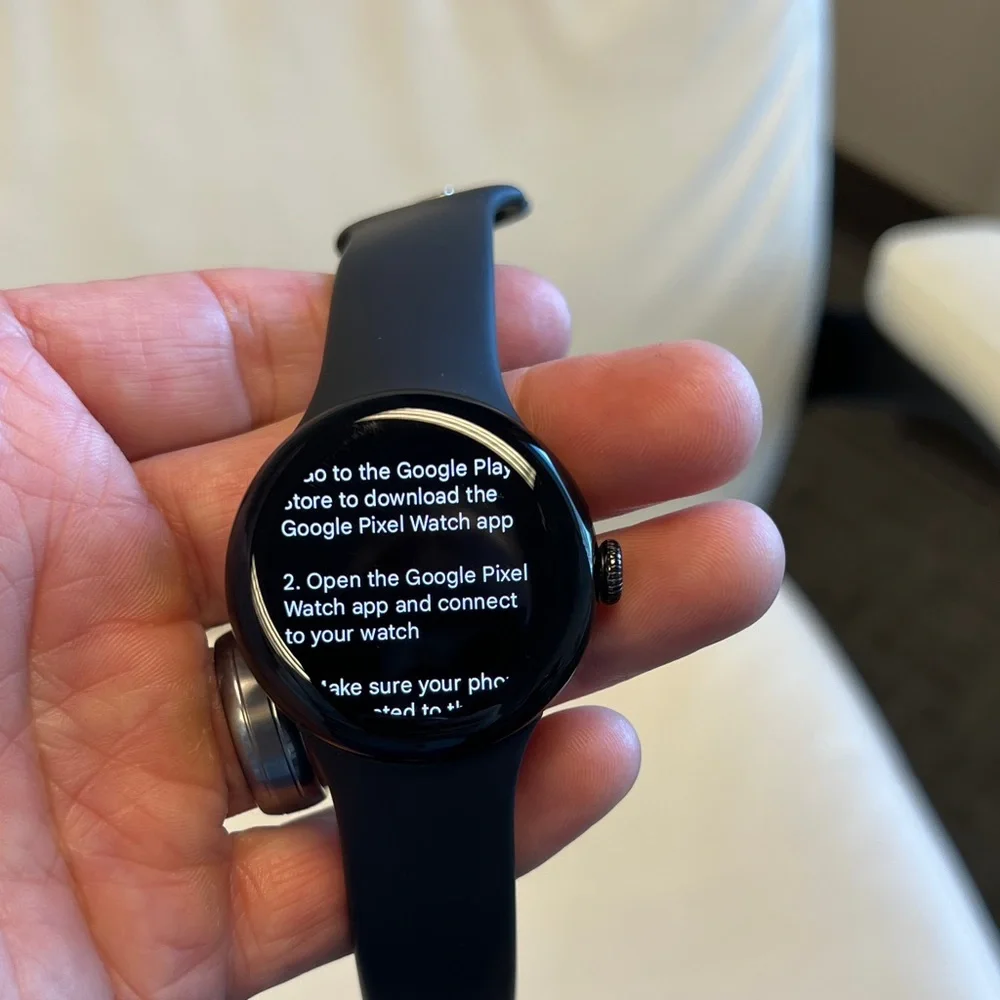 to the Google Play
Store to download the
Google Pixel Watch app
2. Open the Google Pixel
Watch app and connect
to your watch
sure your